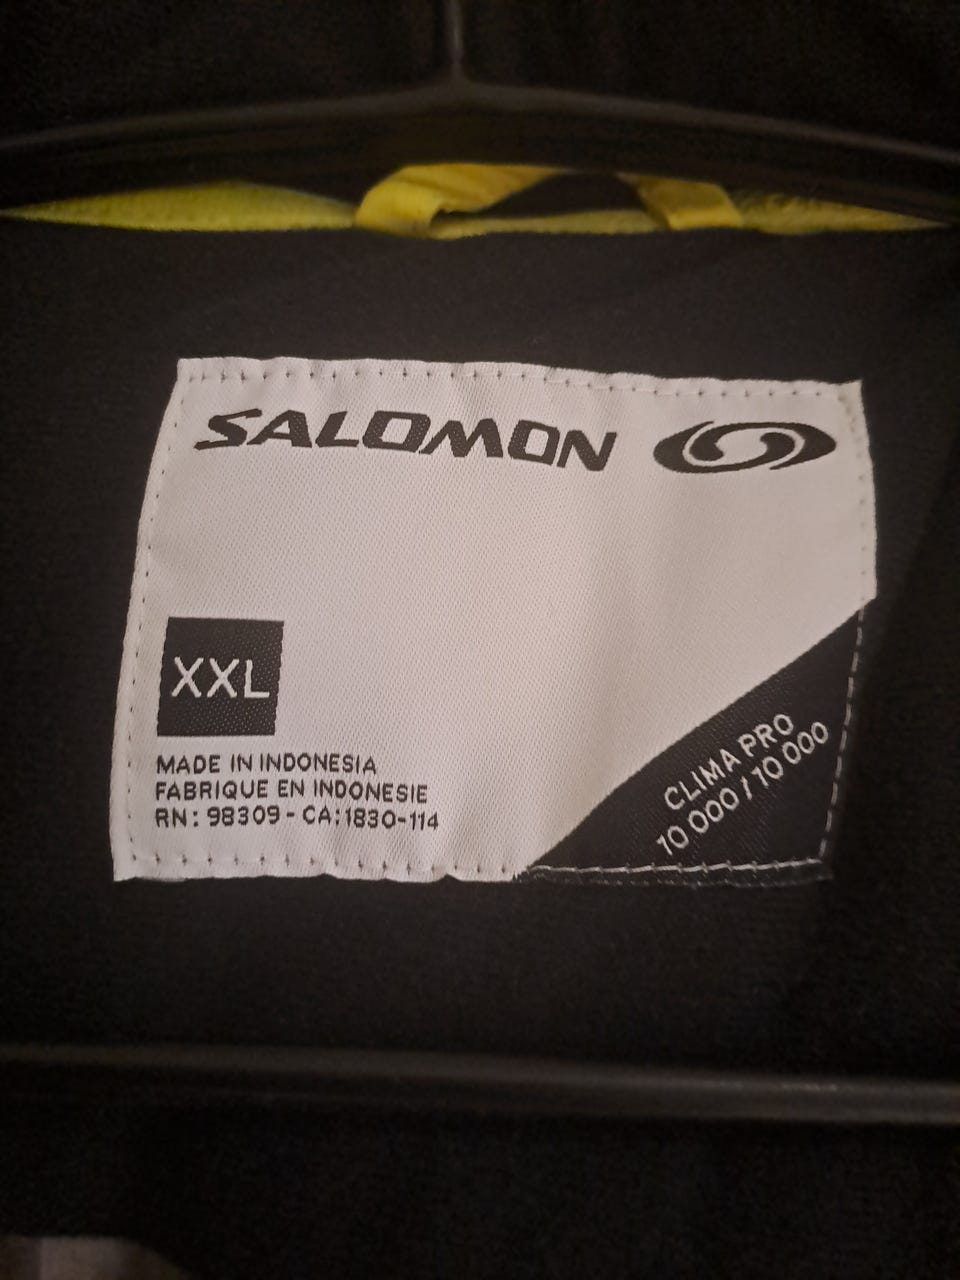 SALOMON
XXL
MADE IN INDONESIA
FABRIQUE EN INDONESIE
RN: 98309 - CA:1830-114
CLIMA PRO
10 000 / 10 000